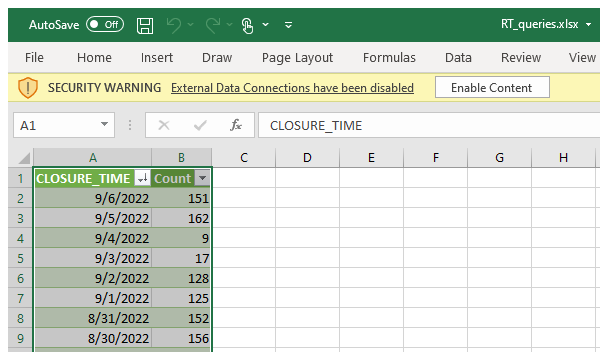 AutoSave Off RT_queries.xlsx
File Home Insert Draw Page Layout Formulas Data Review View
SECURITY WARNING External Data Connections have been disabled Enable Content
A1 fx CLOSURE_TIME
A B C D E F G H
1 CLOSURE_TIME Count
2 9/6/2022 151
3 9/5/2022 162
4 9/4/2022 9
5 9/3/2022 17
6 9/2/2022 128
7 9/1/2022 125
8 8/31/2022 152
9 8/30/2022 156